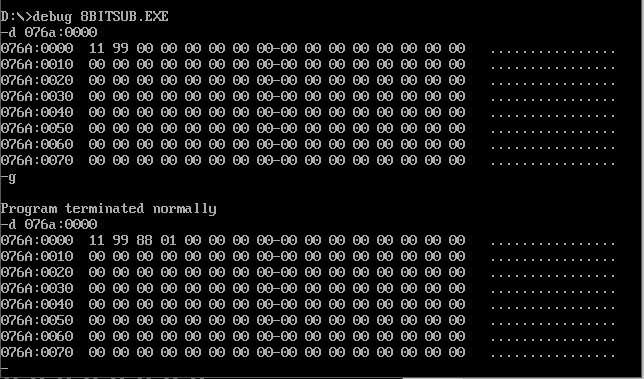 D:\>debug 8BITSUB.EXE
-d 076a:0000
076A:0000  11 99 00 00 00 00 00 00-00 00 00 00 00 00 00 00   ................
076A:0010  00 00 00 00 00 00 00 00-00 00 00 00 00 00 00 00   ................
076A:0020  00 00 00 00 00 00 00 00-00 00 00 00 00 00 00 00   ................
076A:0030  00 00 00 00 00 00 00 00-00 00 00 00 00 00 00 00   ................
076A:0040  00 00 00 00 00 00 00 00-00 00 00 00 00 00 00 00   ................
076A:0050  00 00 00 00 00 00 00 00-00 00 00 00 00 00 00 00   ................
076A:0060  00 00 00 00 00 00 00 00-00 00 00 00 00 00 00 00   ................
076A:0070  00 00 00 00 00 00 00 00-00 00 00 00 00 00 00 00   ................
-g
Program terminated normally
-d 076a:0000
076A:0000  11 99 88 01 00 00 00 00-00 00 00 00 00 00 00 00   ................
076A:0010  00 00 00 00 00 00 00 00-00 00 00 00 00 00 00 00   ................
076A:0020  00 00 00 00 00 00 00 00-00 00 00 00 00 00 00 00   ................
076A:0030  00 00 00 00 00 00 00 00-00 00 00 00 00 00 00 00   ................
076A:0040  00 00 00 00 00 00 00 00-00 00 00 00 00 00 00 00   ................
076A:0050  00 00 00 00 00 00 00 00-00 00 00 00 00 00 00 00   ................
076A:0060  00 00 00 00 00 00 00 00-00 00 00 00 00 00 00 00   ................
076A:0070  00 00 00 00 00 00 00 00-00 00 00 00 00 00 00 00   ................
-